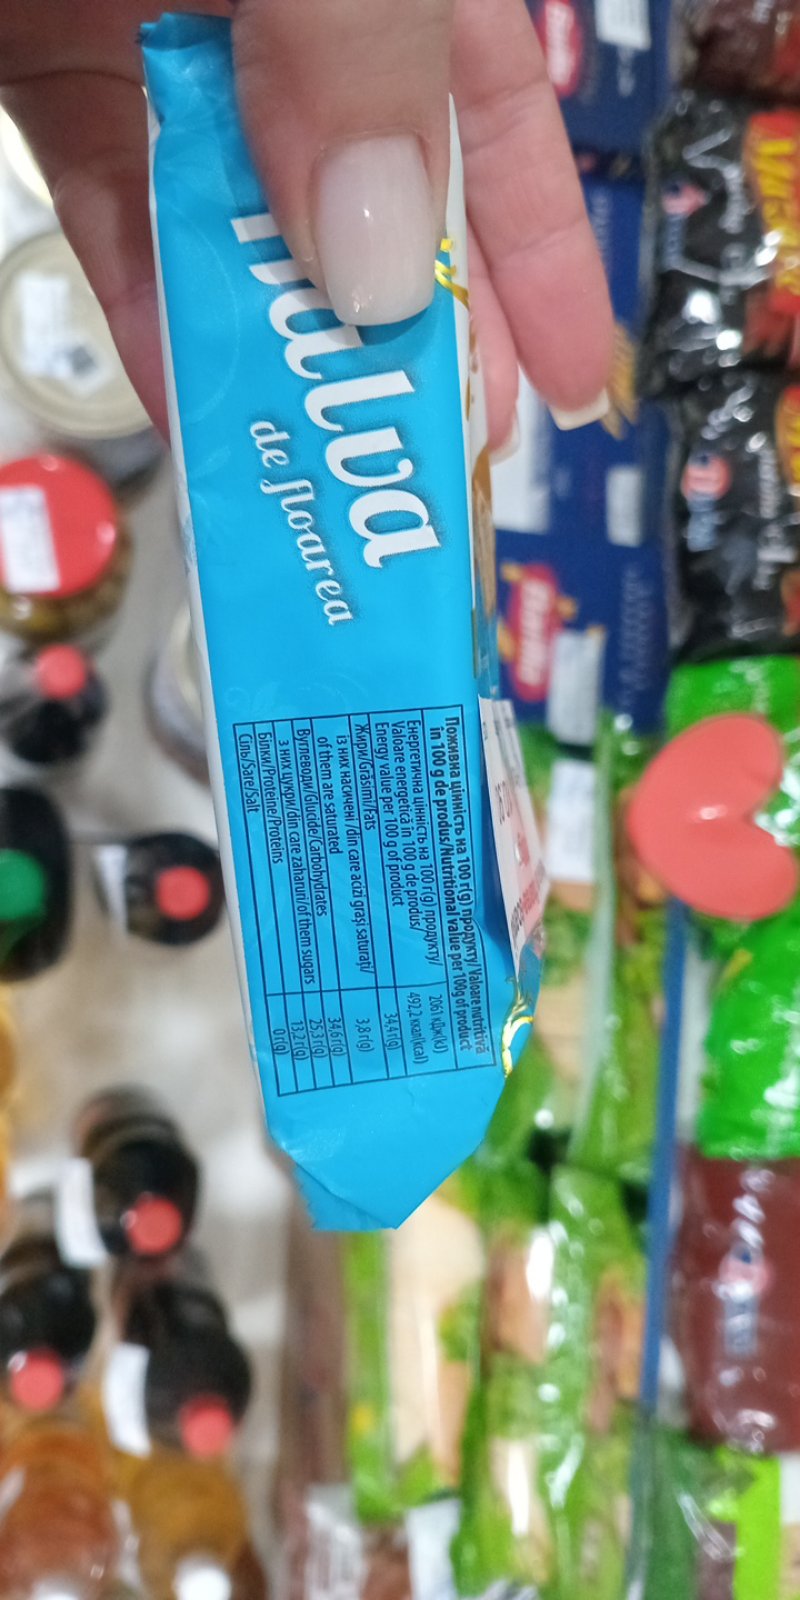 halva
de floarea
Поживна цінність на 100 г(g) продукту/ Valoare nutritivă
in 100 g de produs/Nutritional value per 100g of product
Енергетична цінність на 100 г(g) продукту/
Valoare energetică in 100 g de produs/
Energy value per 100 g of product
2061 кДж(kJ)
492,2 ккал(kcal)
Жири/Grăsimi/Fats 34,4 г(g)
із них насичені /din care acizi grași saturați/
of them are saturated
3,8 г(g)
Вуглеводи/Glucide/Carbohydrates 34,6 г(g)
з них цукри/din care zaharuri/of them sugars 25,3 г(g)
Білки/Proteine/Proteins 13,2 г(g)
Сіль/Sare/Salt 0 г(g)
Barilla